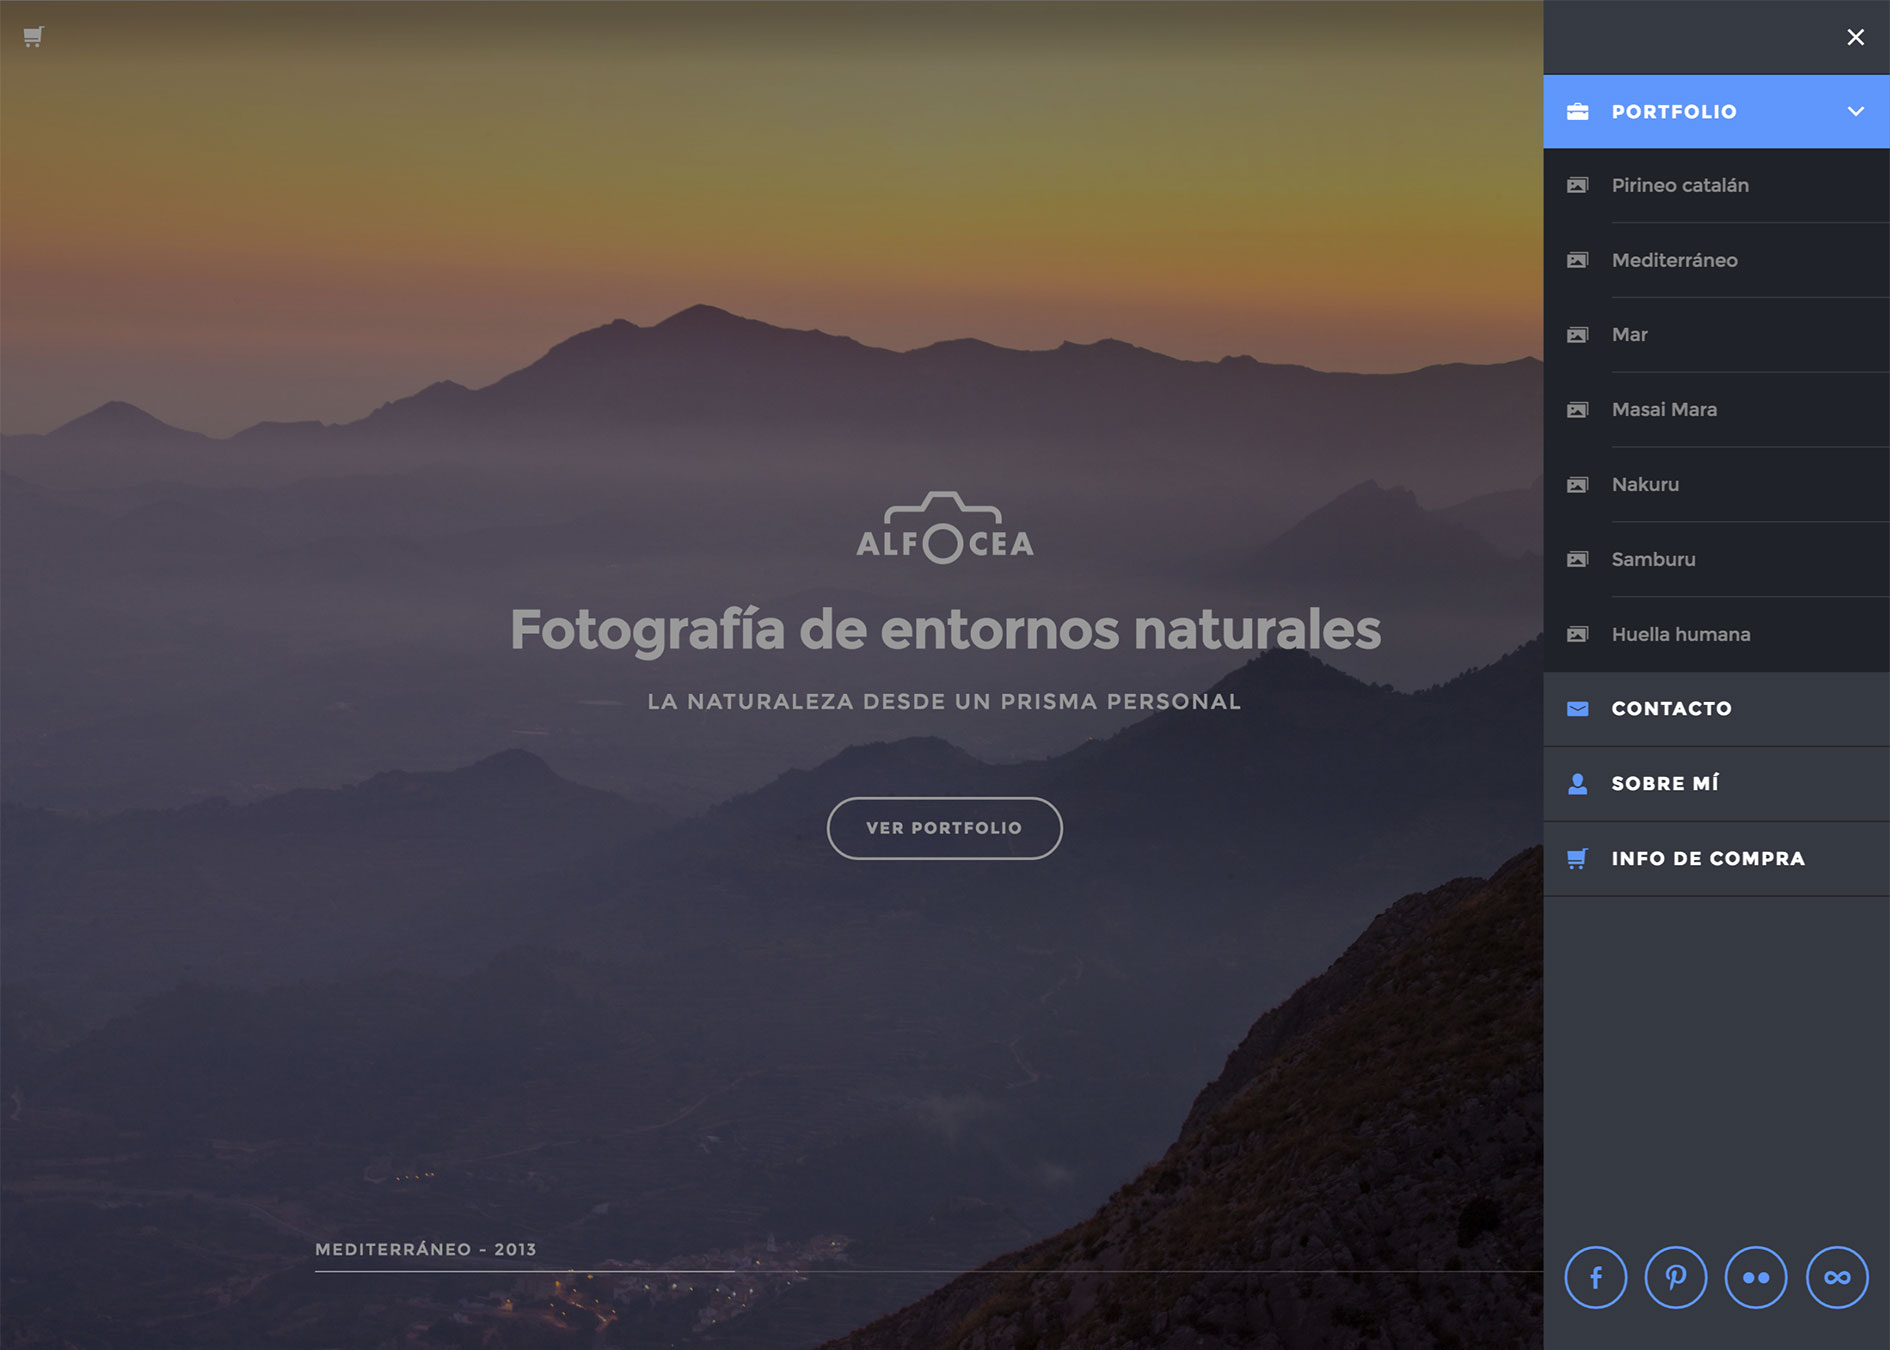 PORTFOLIO
Pirineo catalán
Mediterráneo
Mar
Masai Mara
Nakuru
Samburu
Huella humana
CONTACTO
SOBRE MÍ
INFO DE COMPRA
ALFOCEA
Fotografía de entornos naturales
LA NATURALEZA DESDE UN PRISMA PERSONAL
VER PORTFOLIO
MEDITERRÁNEO - 2013